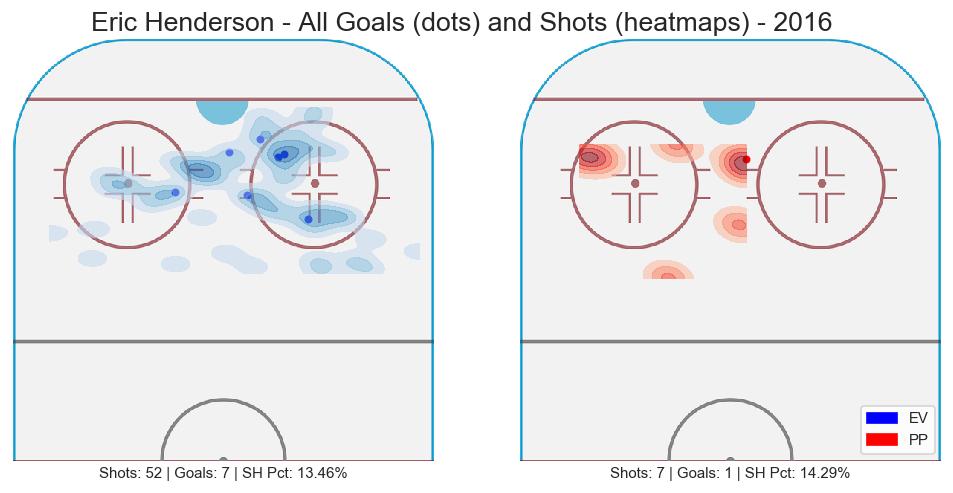 Eric Henderson - All Goals (dots) and Shots (heatmaps) - 2016
EV
PP
Shots: 52 | Goals: 7 | SH Pct: 13.46%
Shots: 7 | Goals: 1 | SH Pct: 14.29%